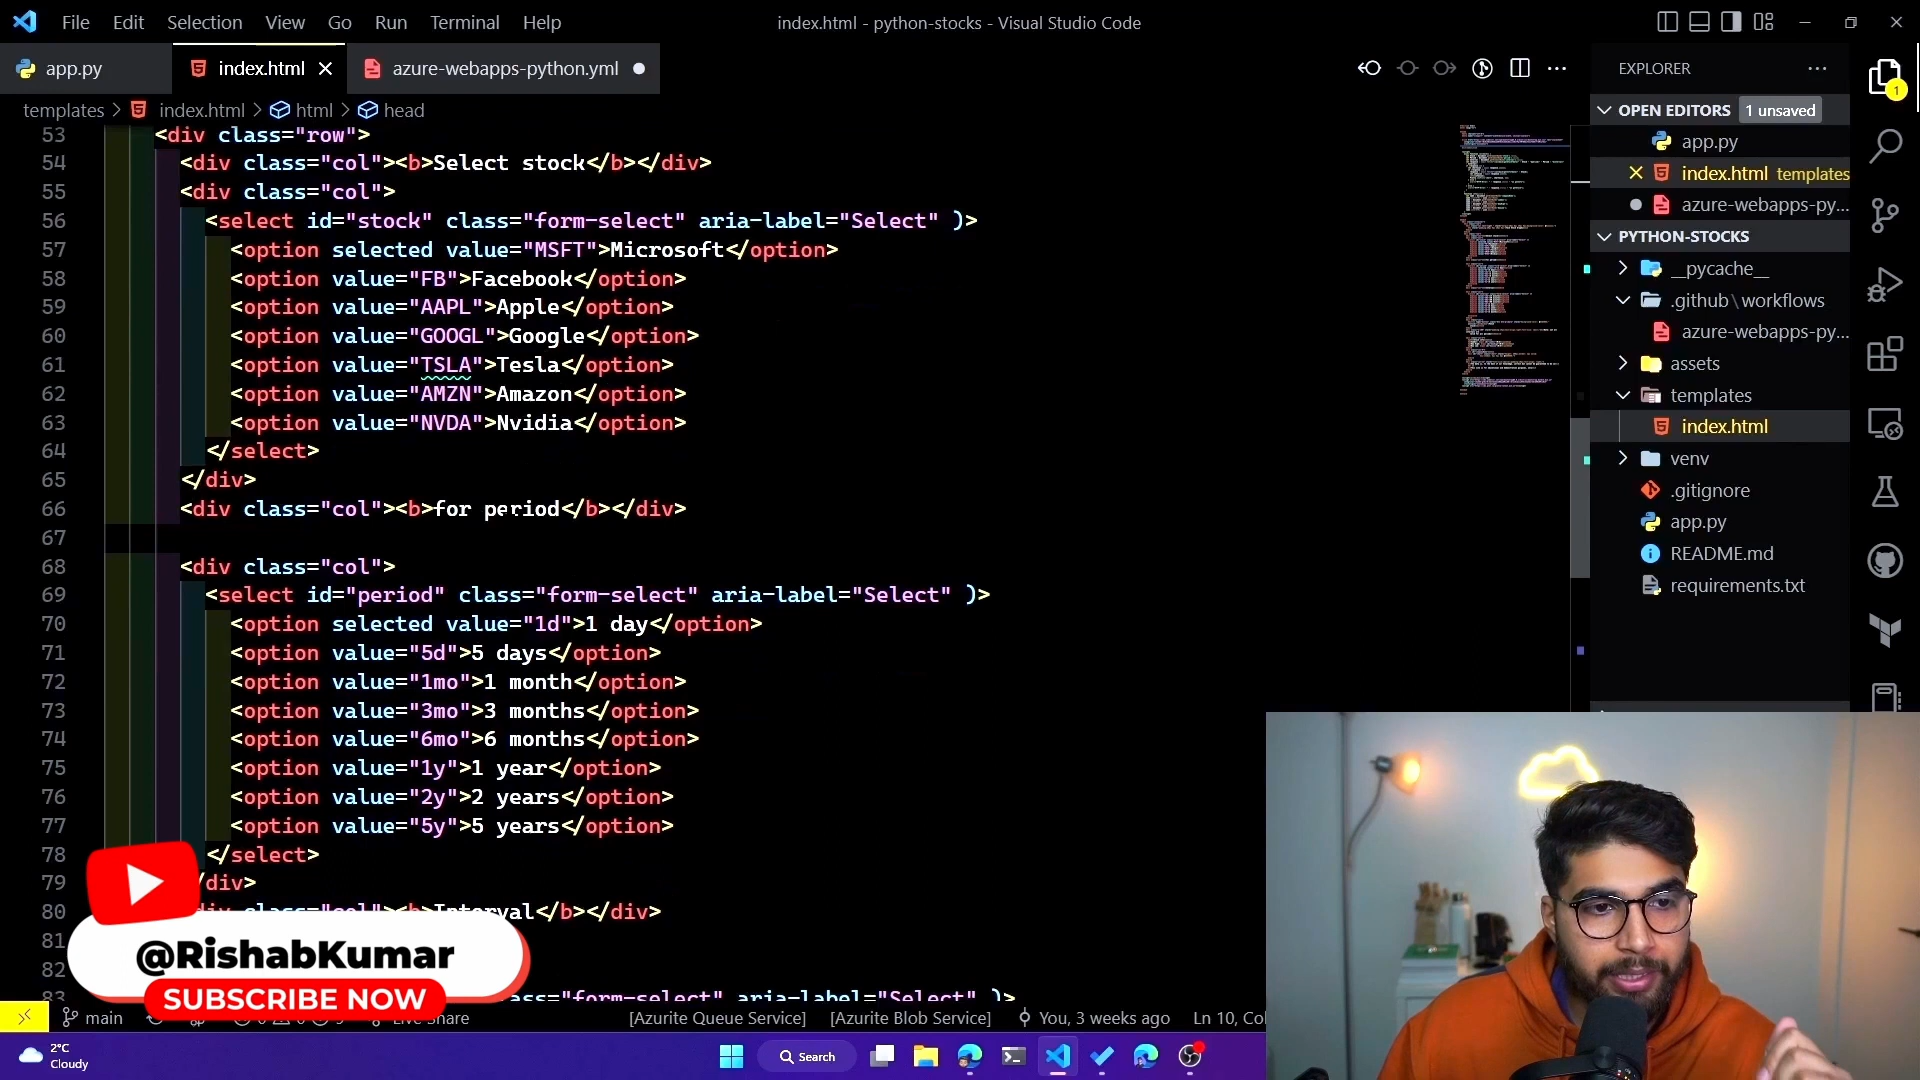 File Edit Selection View Go Run Terminal Help
index.html - python-stocks - Visual Studio Code
app.py
index.html
azure-webapps-python.yml
templates > index.html > html > head
53 <div class="row">
54 <div class="col"><b>Select stock</b></div>
55 <div class="col">
56 <select id="stock" class="form-select" aria-label="Select" )>
57 <option selected value="MSFT">Microsoft</option>
58 <option value="FB">Facebook</option>
59 <option value="AAPL">Apple</option>
60 <option value="GOOGL">Google</option>
61 <option value="TSLA">Tesla</option>
62 <option value="AMZN">Amazon</option>
63 <option value="NVDA">Nvidia</option>
64 </select>
65 </div>
66 <div class="col"><b>for period</b></div>
67
68 <div class="col">
69 <select id="period" class="form-select" aria-label="Select" )>
70 <option selected value="1d">1 day</option>
71 <option value="5d">5 days</option>
72 <option value="1mo">1 month</option>
73 <option value="3mo">3 months</option>
74 <option value="6mo">6 months</option>
75 <option value="1y">1 year</option>
76 <option value="2y">2 years</option>
77 <option value="5y">5 years</option>
78 </select>
79 /div>
80 <b>Interval</b></div>
81
82
83 ass="form-select" aria-label="Select" )>
@RishabKumar
SUBSCRIBE NOW
main
Live Share
[Azurite Queue Service]
[Azurite Blob Service]
You, 3 weeks ago
Ln 10, Co
EXPLORER
OPEN EDITORS 1 unsaved
app.py
index.html templates
azure-webapps-py...
PYTHON-STOCKS
__pycache__
.github\workflows
azure-webapps-py...
assets
templates
index.html
venv
.gitignore
app.py
README.md
requirements.txt
1
2°C
Cloudy
Search